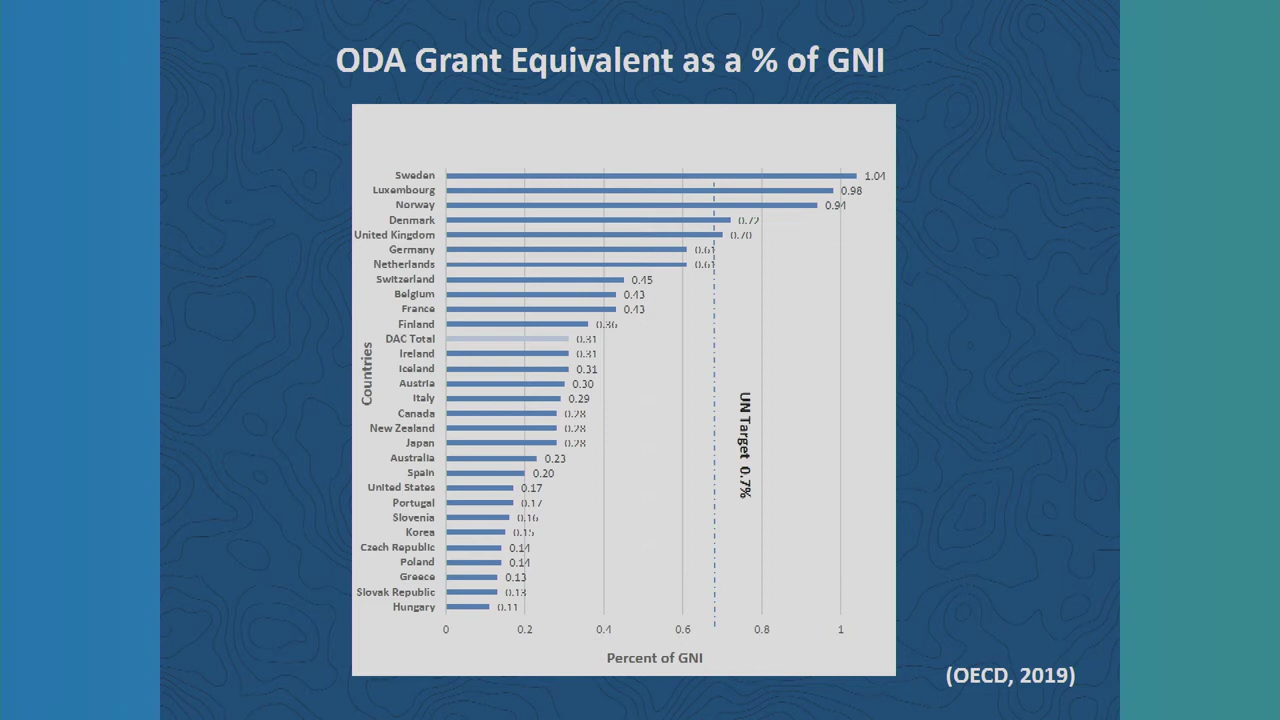 ODA Grant Equivalent as a % of GNI
Sweden 1.04
Luxembourg 0.98
Norway 0.94
Denmark 0.72
United Kingdom 0.70
Germany 0.61
Netherlands 0.61
Switzerland 0.45
Belgium 0.43
France 0.43
Finland 0.36
DAC Total 0.31
Ireland 0.31
Iceland 0.31
Austria 0.30
Italy 0.29
Canada 0.28
New Zealand 0.28
Japan 0.28
Australia 0.23
Spain 0.20
United States 0.17
Portugal 0.17
Slovenia 0.16
Korea 0.15
Czech Republic 0.14
Poland 0.14
Greece 0.13
Slovak Republic 0.13
Hungary 0.11
Countries
UN Target 0.7%
0 0.2 0.4 0.6 0.8 1
Percent of GNI
(OECD, 2019)